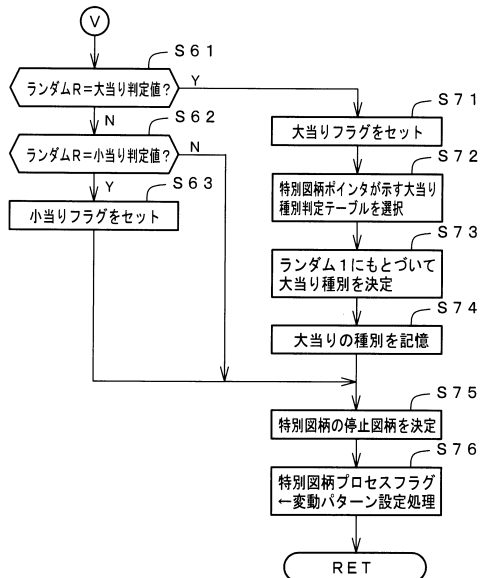 V
S61
ランダムR=大当り判定値?
Y
N
S62
ランダムR=小当り判定値?
N
Y
S63
小当りフラグをセット
S71
大当りフラグをセット
S72
特別図柄ポインタが示す大当り
種別判定テーブルを選択
S73
ランダム1にもとづいて
大当り種別を決定
S74
大当りの種別を記憶
S75
特別図柄の停止図柄を決定
S76
特別図柄プロセスフラグ
←変動パターン設定処理
RET